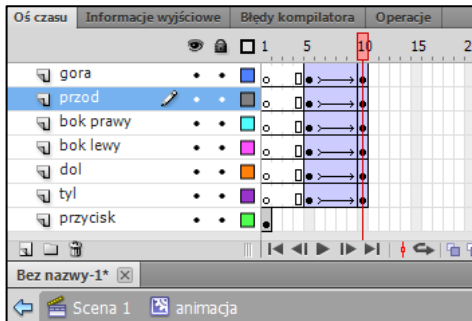 Oś czasu Informacje wyjściowe Błędy kompilatora Operacje
1 5 10 15 2
gora
przod
bok prawy
bok lewy
dol
tyl
przycisk
Bez nazwy-1*
Scena 1 animacja